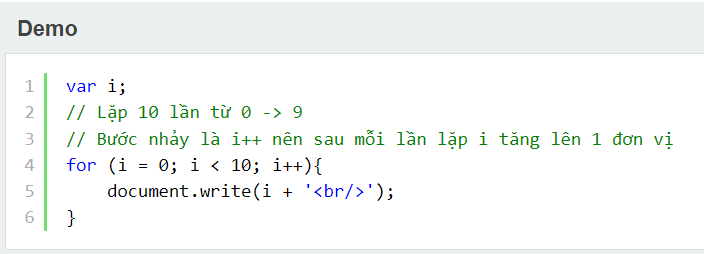 Demo
1 var i;
2 // Lặp 10 lần từ 0 -> 9
3 // Bước nhảy là i++ nên sau mỗi lần lặp i tăng lên 1 đơn vị
4 for (i = 0; i < 10; i++){
5     document.write(i + '<br/>');
6 }